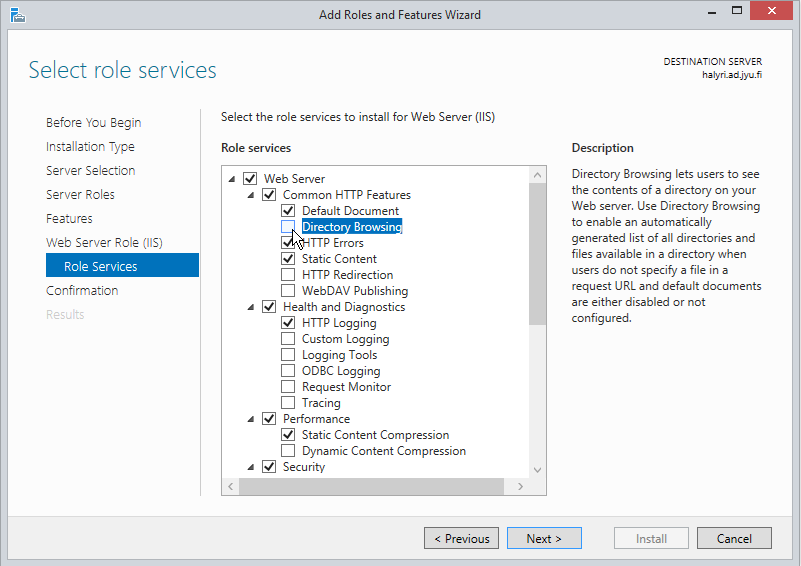 Add Roles and Features Wizard
Select role services
DESTINATION SERVER
halyri.ad.jyu.fi
Before You Begin
Installation Type
Server Selection
Server Roles
Features
Web Server Role (IIS)
Role Services
Confirmation
Results
Select the role services to install for Web Server (IIS)
Role services
Web Server
Common HTTP Features
Default Document
Directory Browsing
HTTP Errors
Static Content
HTTP Redirection
WebDAV Publishing
Health and Diagnostics
HTTP Logging
Custom Logging
Logging Tools
ODBC Logging
Request Monitor
Tracing
Performance
Static Content Compression
Dynamic Content Compression
Security
Description
Directory Browsing lets users to see
the contents of a directory on your
Web server. Use Directory Browsing
to enable an automatically
generated list of all directories and
files available in a directory when
users do not specify a file in a
request URL and default documents
are either disabled or not
configured.
< Previous
Next >
Install
Cancel